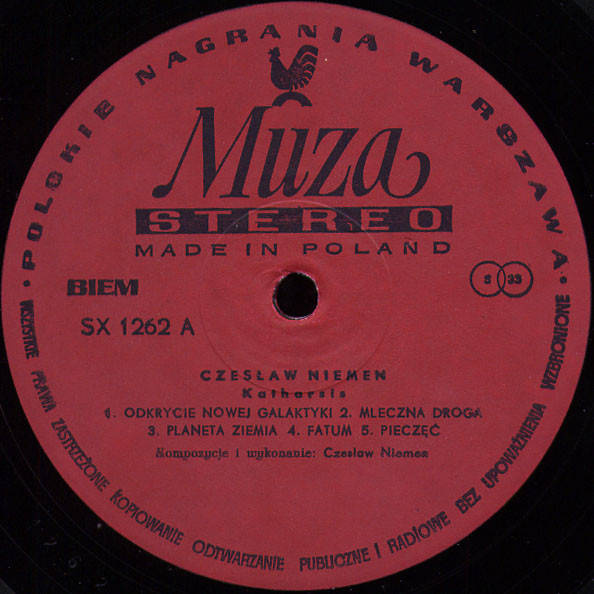 • POLSKIE NAGRANIA WARSZAWA •
Muza
STEREO
MADE IN POLAND
BIEM
S 33
SX 1262 A
CZESŁAW NIEMEN
Katharsis
1. ODKRYCIE NOWEJ GALAKTYKI 2. MLECZNA DROGA
3. PLANETA ZIEMIA 4. FATUM 5. PIECZĘĆ
Kompozycje i wykonanie: Czesław Niemen
WSZYSTKIE PRAWA ZASTRZEŻONE KOPIOWANIE ODTWARZANIE PUBLICZNE I RADIOWE BEZ UPOWAŻNIENIA WZBRONIONE